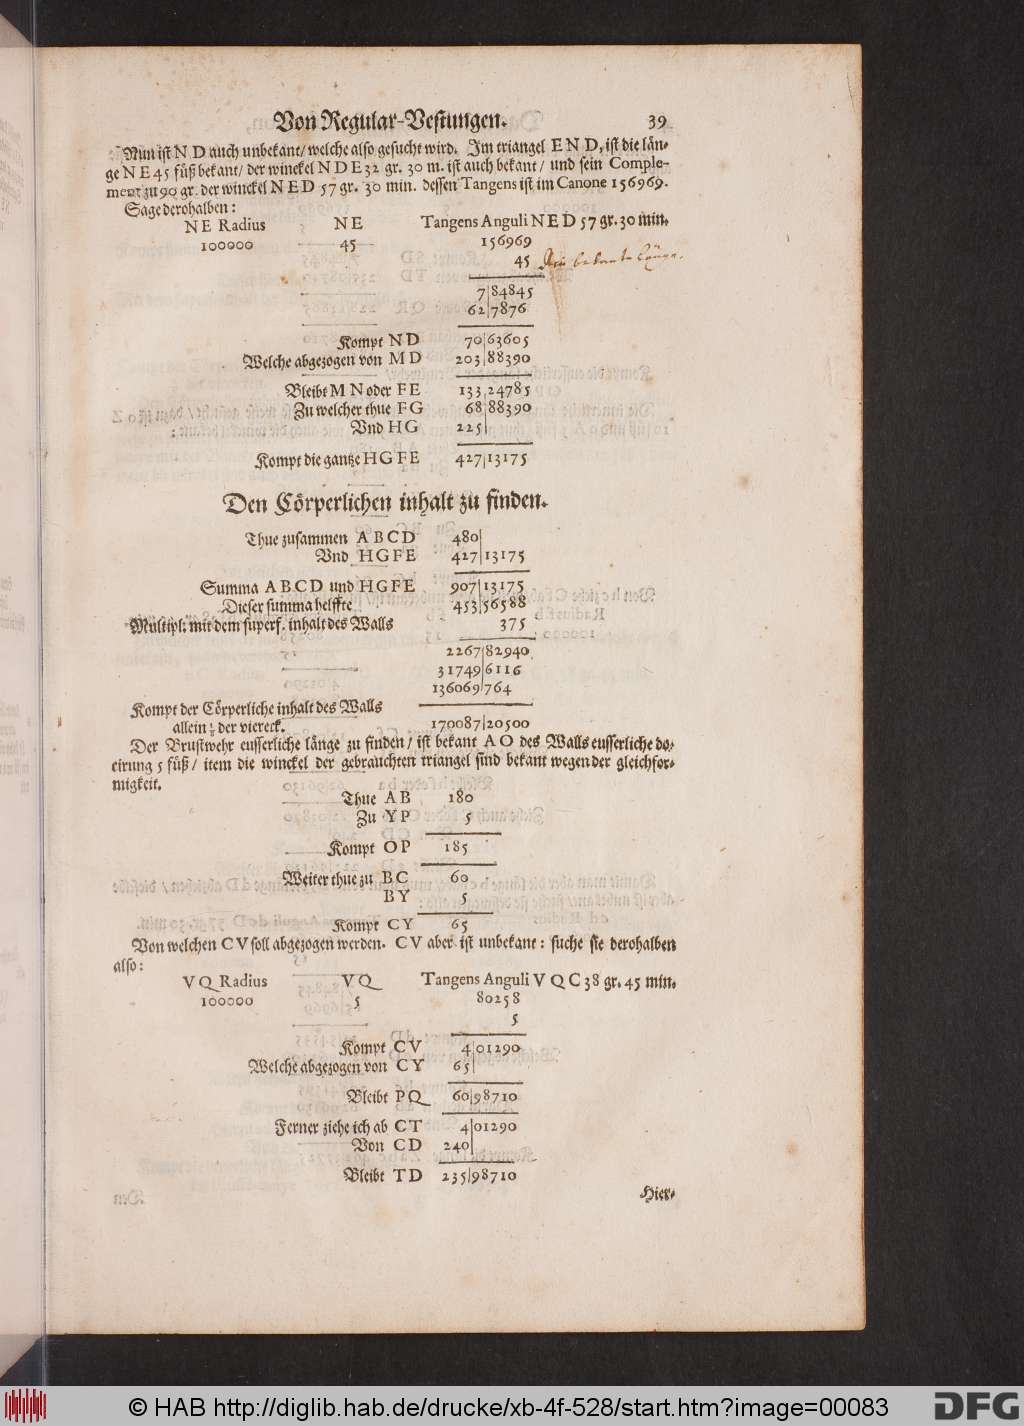 Von Regular-Vestungen. 39
Nun ist N D auch unbekant / welche also gesucht wird. Im triangel E N D, ist die län-
ge N E 45 füß bekant / der winckel N D E 32 gr. 30 m. ist auch bekant / und sein Comple-
ment zu 90 gr. der winckel N E D 57 gr. 30 min. dessen Tangens ist im Canone 156969.
Sage derohalben:
N E Radius N E Tangens Anguli N E D 57 gr. 30 min.
100000 45 156969
45 bekante Länge.
7|84845
62|7876
Kompt N D 70|63605
Welche abgezogen von M D 203|88390
Bleibt M N oder F E 133|24785
Zu welcher thue F G 68|88390
Vnd H G 225|
Kompt die gantze H G F E 427|13175
Den Cörperlichen inhalt zu finden.
Thue zusammen A B C D 480|
Vnd H G F E 427|13175
Summa A B C D und H G F E 907|13175
Dieser summa helffte 453|56588
Multipl: mit dem superf. inhalt des Walls 375
2267|82940
31749|6116
136069|764
Kompt der Cörperliche inhalt des Walls
allein ⅛ der viereck. 170087|20500
Der Brustwehr eusserliche länge zu finden / ist bekant A O des Walls eusserliche do-
cirung 5 füß / item die winckel der gebrauchten triangel sind bekant wegen der gleichfor-
migkeit.
Thue A B 180
Zu Y P 5
Kompt O P 185
Weiter thue zu B C 60
B Y 5
Kompt C Y 65
Von welchen C V soll abgezogen werden. C V aber ist unbekant: suche sie derohalben
also:
V Q Radius V Q Tangens Anguli V Q C 38 gr. 45 min.
100000 5 80258
5
Kompt C V 4|01290
Welche abgezogen von C Y 65|
Bleibt P Q 60|98710
Ferner ziehe ich ab C T 4|01290
Von C D 240|
Bleibt T D 235|98710
Hier-
© HAB http://diglib.hab.de/drucke/xb-4f-528/start.htm?image=00083
DFG